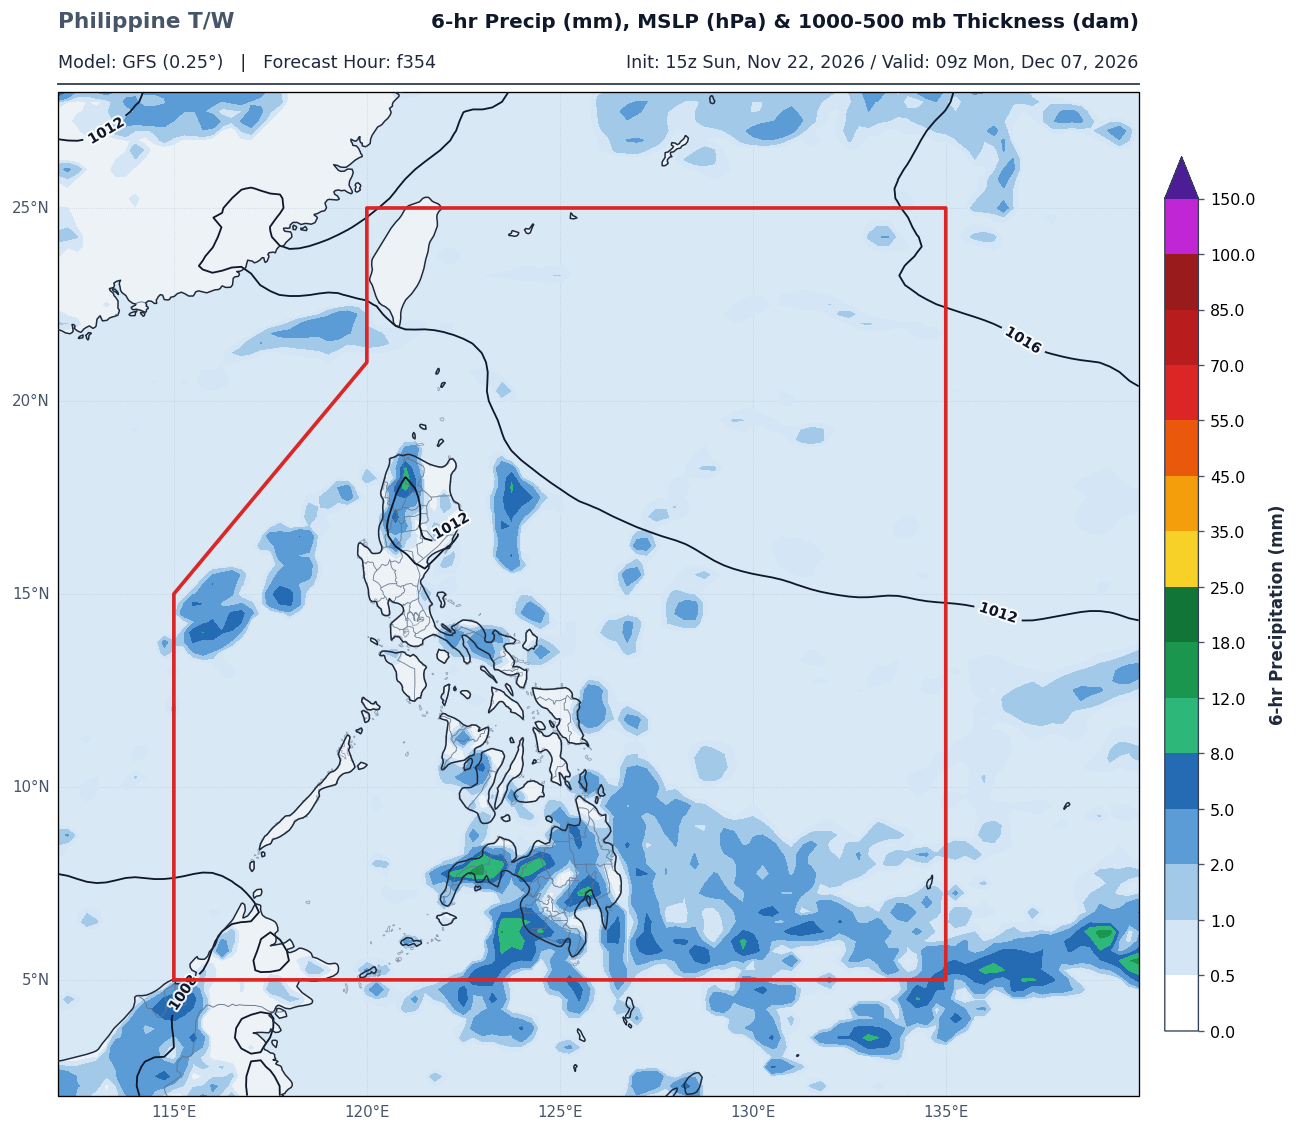 Philippine T/W
6-hr Precip (mm), MSLP (hPa) & 1000-500 mb Thickness (dam)
Model: GFS (0.25°) | Forecast Hour: f354
Init: 15z Sun, Nov 22, 2026 / Valid: 09z Mon, Dec 07, 2026
1012
1016
1012
1012
1008
25°N
20°N
15°N
10°N
5°N
115°E
120°E
125°E
130°E
135°E
150.0
100.0
85.0
70.0
55.0
45.0
35.0
25.0
18.0
12.0
8.0
5.0
2.0
1.0
0.5
0.0
6-hr Precipitation (mm)